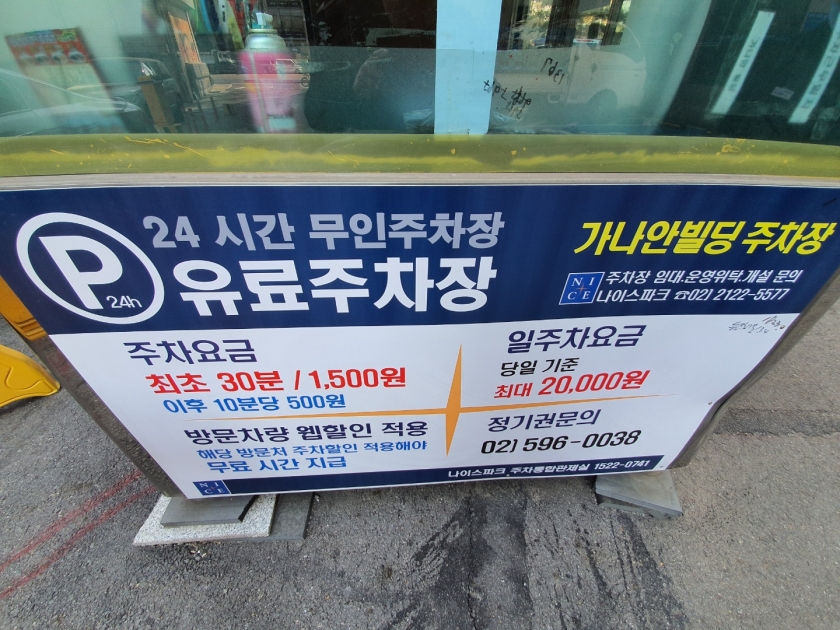 P
24h
24 시간 무인주차장
유료주차장
가나안빌딩 주차장
NICE
주차장 임대.운영위탁.개설 문의
나이스파크 ☎02) 2122-5577
주차요금
최초 30분 / 1,500원
이후 10분당 500원
일주차요금
당일 기준
최대 20,000원
방문차량 웹할인 적용
해당 방문처 주차할인 적용해야
무료 시간 지급
정기권문의
02) 596-0038
NICE
나이스파크 주차통합관제실 1522-0741